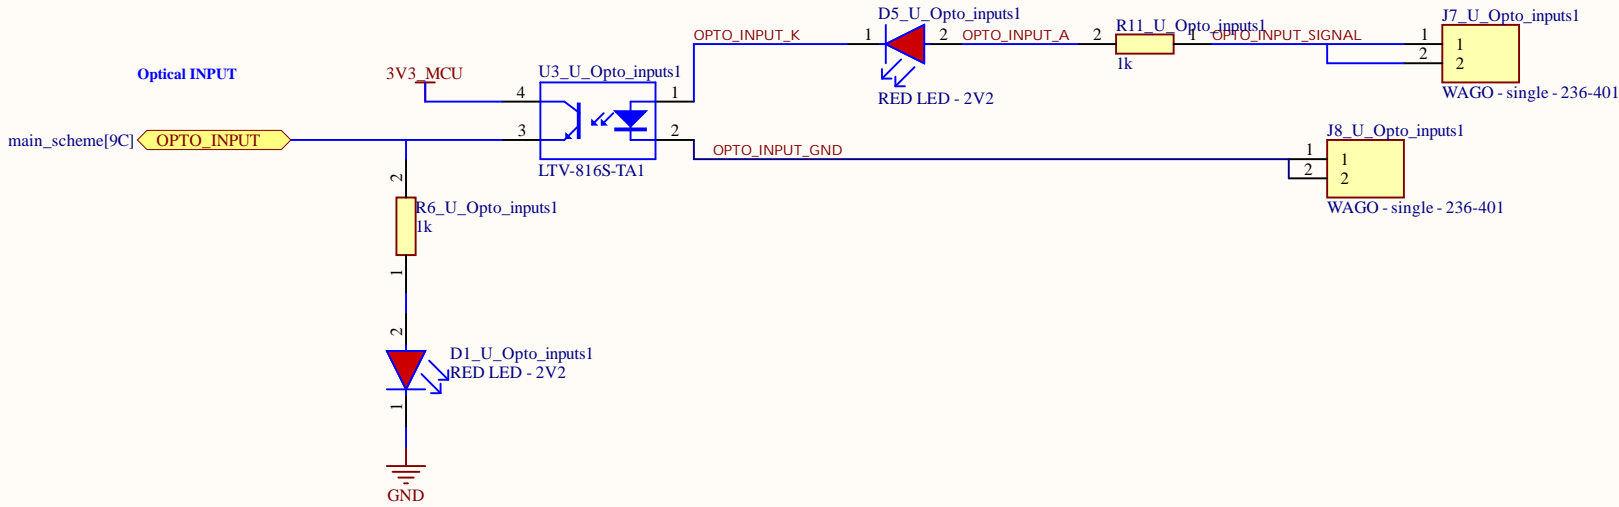 D5_U_Opto_inputs1
J7_U_Opto_inputs1
R11_U_Opto_inputs1
OPTO_INPUT_K
1
2
OPTO_INPUT_A
2
1
OPTO_INPUT_SIGNAL
1
1
2
2
1k
RED LED - 2V2
WAGO - single - 236-401
Optical INPUT
3V3_MCU
U3_U_Opto_inputs1
4
1
3
2
LTV-816S-TA1
main_scheme[9C]
OPTO_INPUT
OPTO_INPUT_GND
J8_U_Opto_inputs1
1
1
2
2
WAGO - single - 236-401
2
R6_U_Opto_inputs1
1k
1
2
D1_U_Opto_inputs1
RED LED - 2V2
1
GND